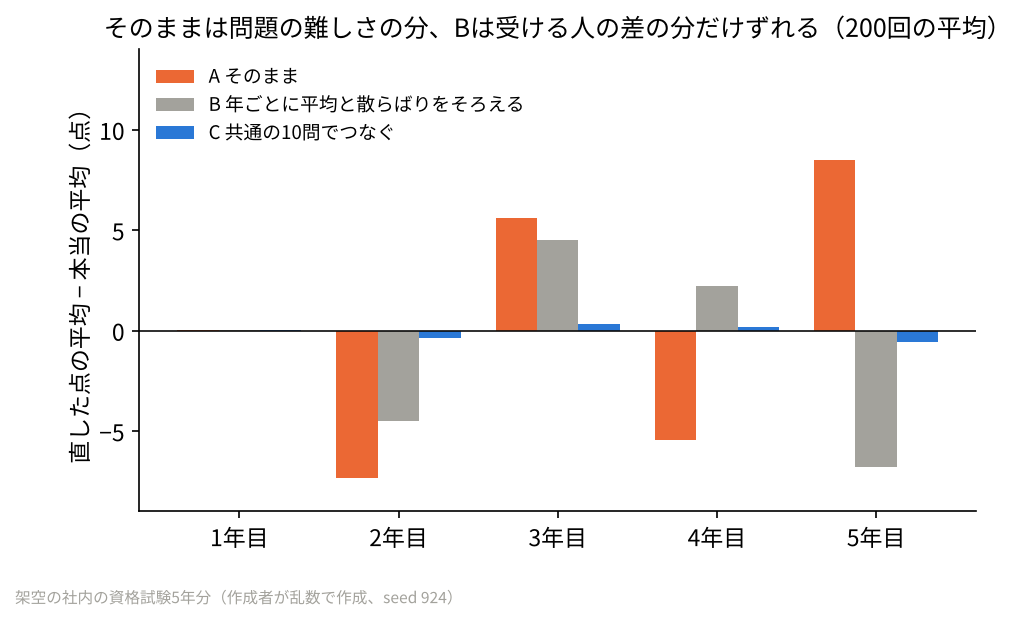 そのままは問題の難しさの分、Bは受ける人の差の分だけずれる（200回の平均）
A そのまま
B 年ごとに平均と散らばりをそろえる
C 共通の10問でつなぐ
直した点の平均 − 本当の平均（点）
10
5
0
−5
1年目
2年目
3年目
4年目
5年目
架空の社内の資格試験5年分（作成者が乱数で作成、seed 924）